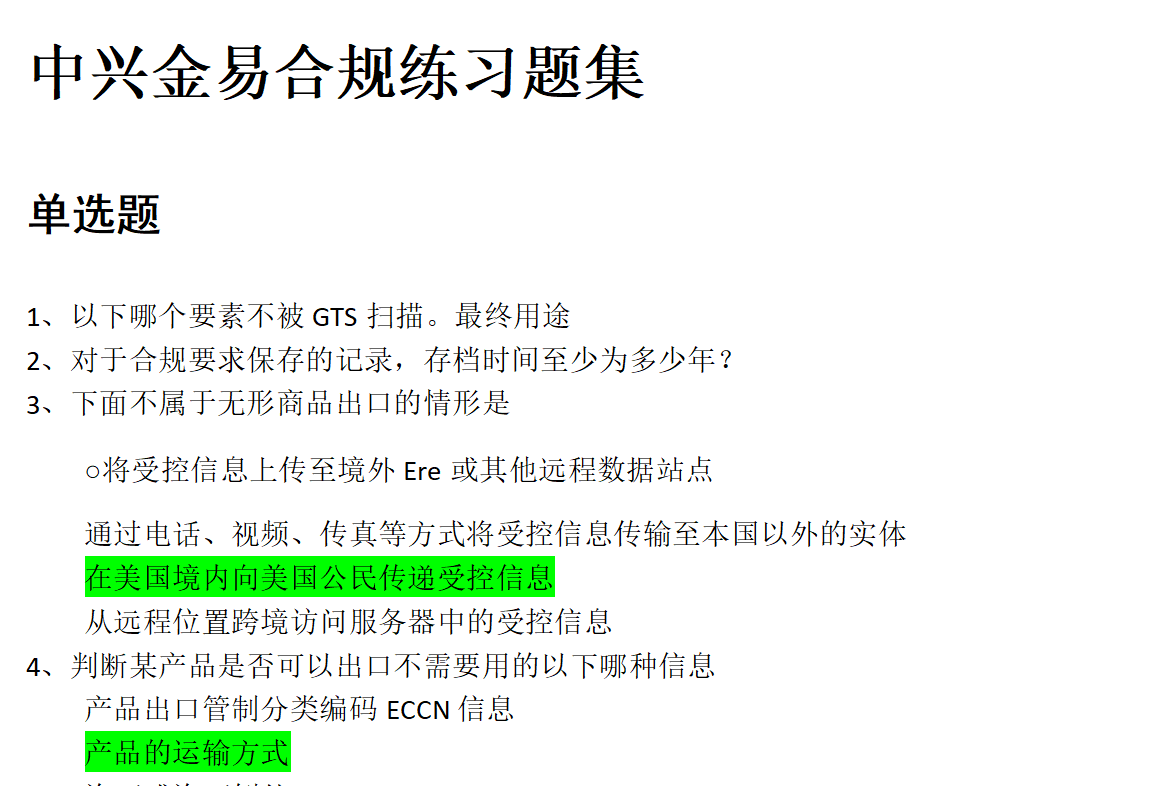 中兴金易合规练习题集
单选题
1、以下哪个要素不被 GTS 扫描。最终用途
2、对于合规要求保存的记录，存档时间至少为多少年？
3、下面不属于无形商品出口的情形是
○将受控信息上传至境外 Ere 或其他远程数据站点
通过电话、视频、传真等方式将受控信息传输至本国以外的实体
在美国境内向美国公民传递受控信息
从远程位置跨境访问服务器中的受控信息
4、判断某产品是否可以出口不需要用的以下哪种信息
产品出口管制分类编码 ECCN 信息
产品的运输方式